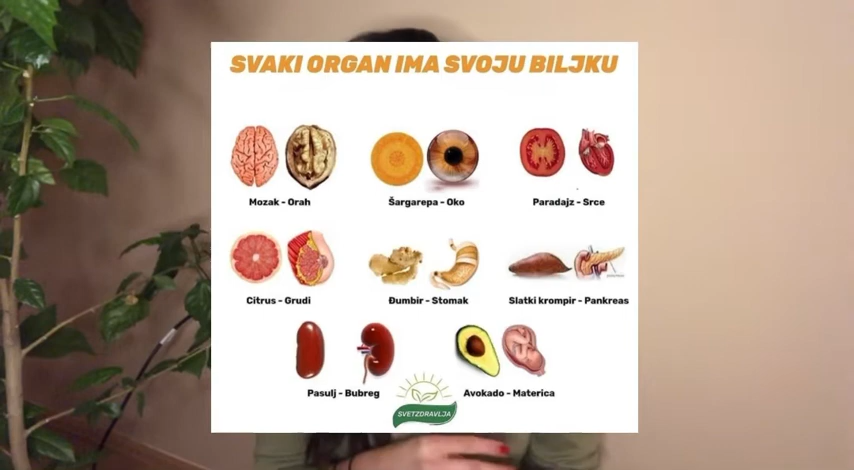 SVAKI ORGAN IMA SVOJU BILJKU
Mozak - Orah
Šargarepa - Oko
Paradajz - Srce
Citrus - Grudi
Đumbir - Stomak
Slatki krompir - Pankreas
Pasulj - Bubreg
Avokado - Materica
SVETZDRAVLJA